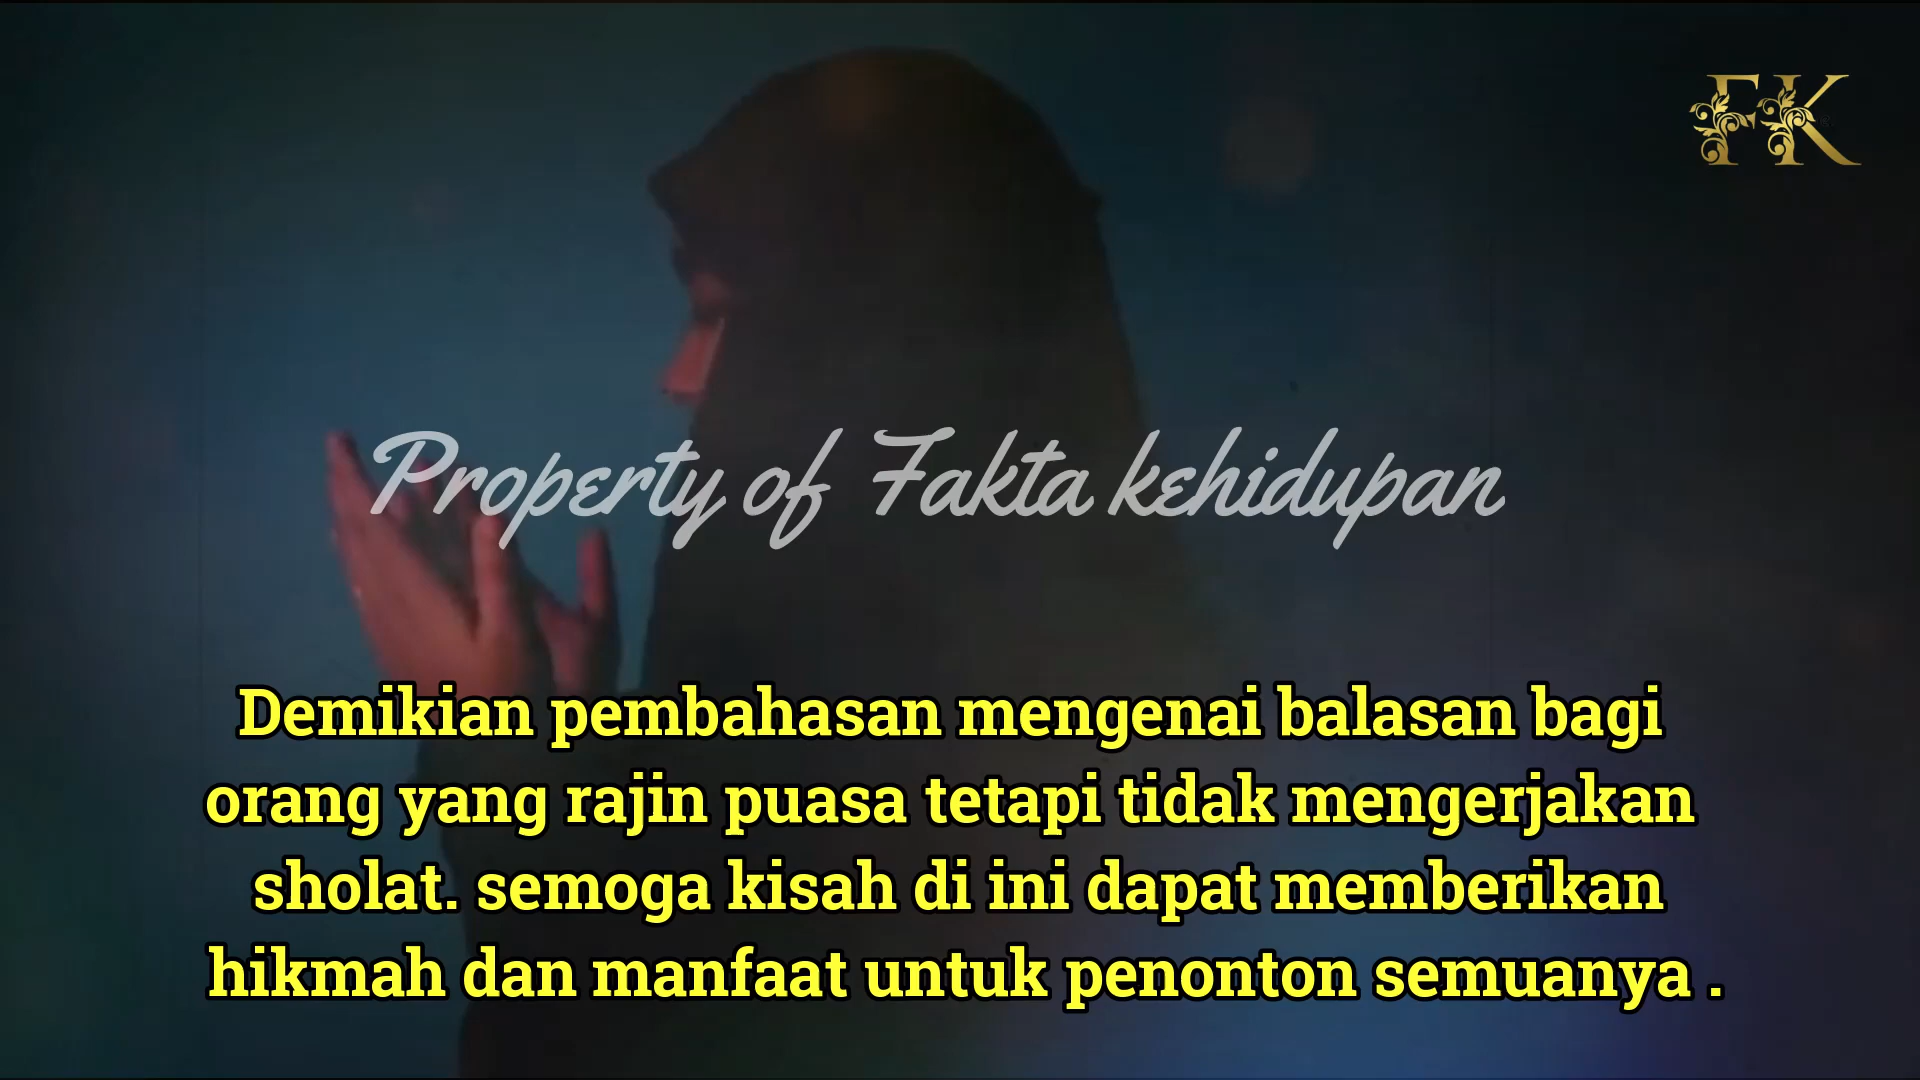 FK
Property of Fakta kehidupan
Demikian pembahasan mengenai balasan bagi
orang yang rajin puasa tetapi tidak mengerjakan
sholat. semoga kisah di ini dapat memberikan
hikmah dan manfaat untuk penonton semuanya .